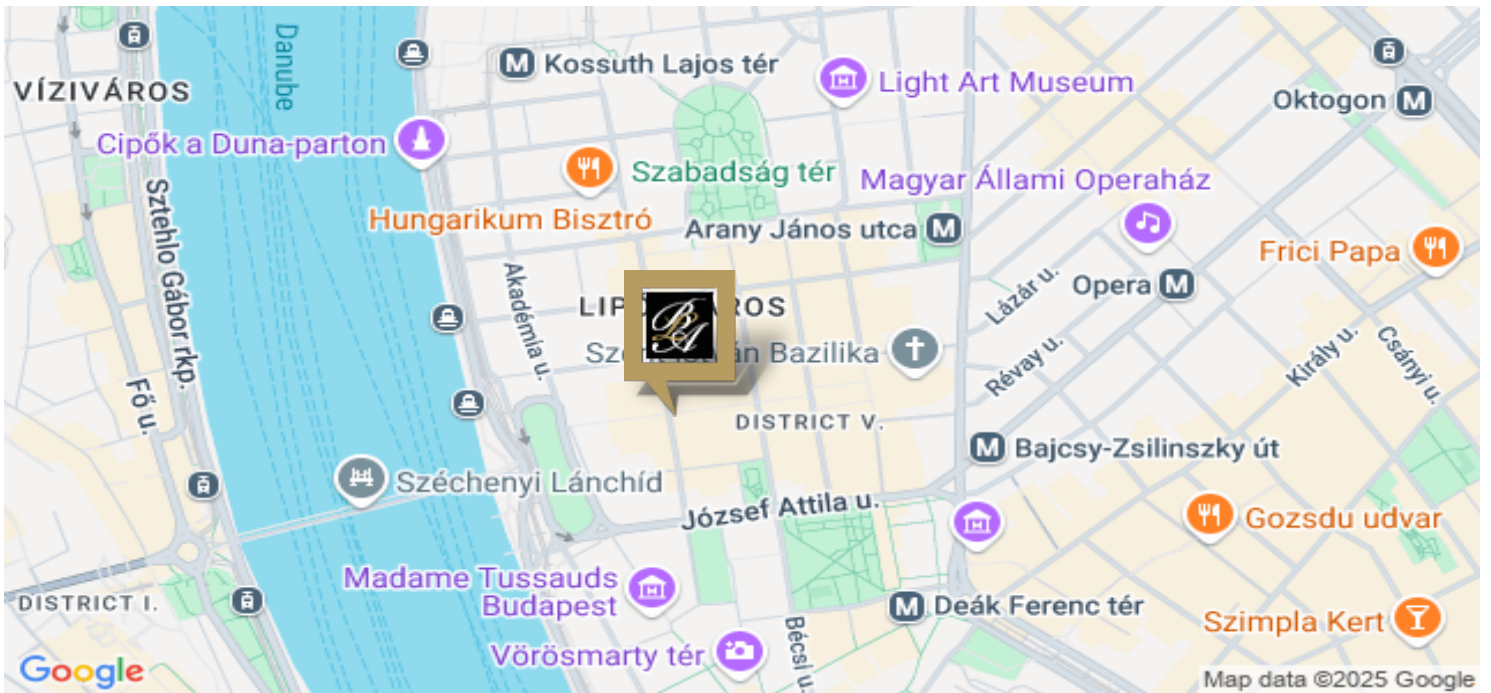 Danube
M Kossuth Lajos tér
Light Art Museum
VÍZIVÁROS
Oktogon M
Cipők a Duna-parton
Szabadság tér
Magyar Állami Operaház
Hungarikum Bisztró
Arany János utca M
Sztehlo Gábor rkp.
Frici Papa
Akadémia u.
Lázár u.
Opera M
BA
Bazilika
Révay u.
Király u.
Csányi u.
Fő u.
DISTRICT V.
M Bajcsy-Zsilinszky út
Széchenyi Lánchíd
József Attila u.
Gozsdu udvar
Madame Tussauds
Budapest
DISTRICT I.
M Deák Ferenc tér
Szimpla Kert
Vörösmarty tér
Bécsi u.
Google
Map data ©2025 Google